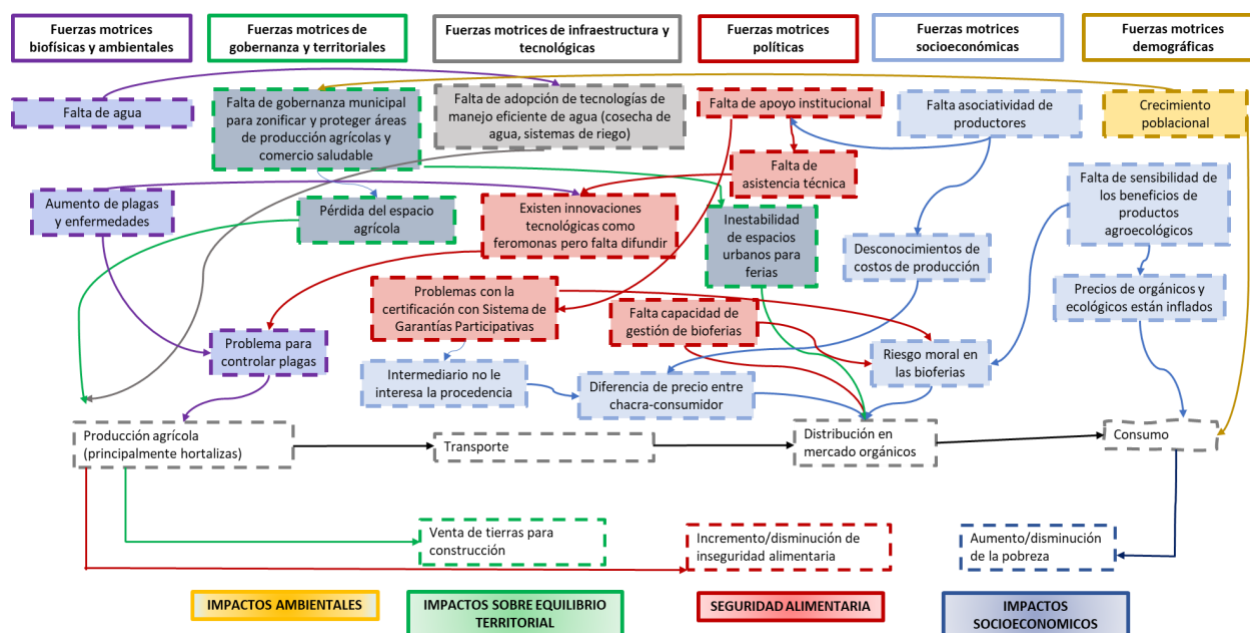 Fuerzas motrices
biofísicas y ambientales
Fuerzas motrices de
gobernanza y territoriales
Fuerzas motrices de infraestructura y
tecnológicas
Fuerzas motrices
políticas
Fuerzas motrices
socioeconómicas
Fuerzas motrices
demográficas
Falta de agua
Falta de gobernanza municipal
para zonificar y proteger áreas
de producción agrícolas y
comercio saludable
Falta de adopción de tecnologías de
manejo eficiente de agua (cosecha
de agua, sistemas de riego)
Falta de apoyo institucional
Falta asociatividad de
productores
Crecimiento
poblacional
Falta de
asistencia técnica
Aumento de plagas
y enfermedades
Pérdida del espacio
agrícola
Existen innovaciones
tecnológicas como
feromonas pero falta difundir
Inestabilidad
de espacios
urbanos para
ferias
Desconocimientos de
costos de producción
Falta de sensibilidad de
los beneficios de
productos
agroecológicos
Problemas con la
certificación con Sistema de
Garantías Participativas
Falta capacidad de
gestión de bioferias
Precios de orgánicos y
ecológicos están inflados
Problema para
controlar plagas
Intermediario no le
interesa la procedencia
Diferencia de precio entre
chacra-consumidor
Riesgo moral en
las bioferias
Producción agrícola
(principalmente hortalizas)
Transporte
Distribución en
mercado orgánicos
Consumo
Venta de tierras para
construcción
Incremento/disminución de
inseguridad alimentaria
Aumento/disminución
de la pobreza
IMPACTOS AMBIENTALES
IMPACTOS SOBRE EQUILIBRIO
TERRITORIAL
SEGURIDAD ALIMENTARIA
IMPACTOS
SOCIOECONOMICOS